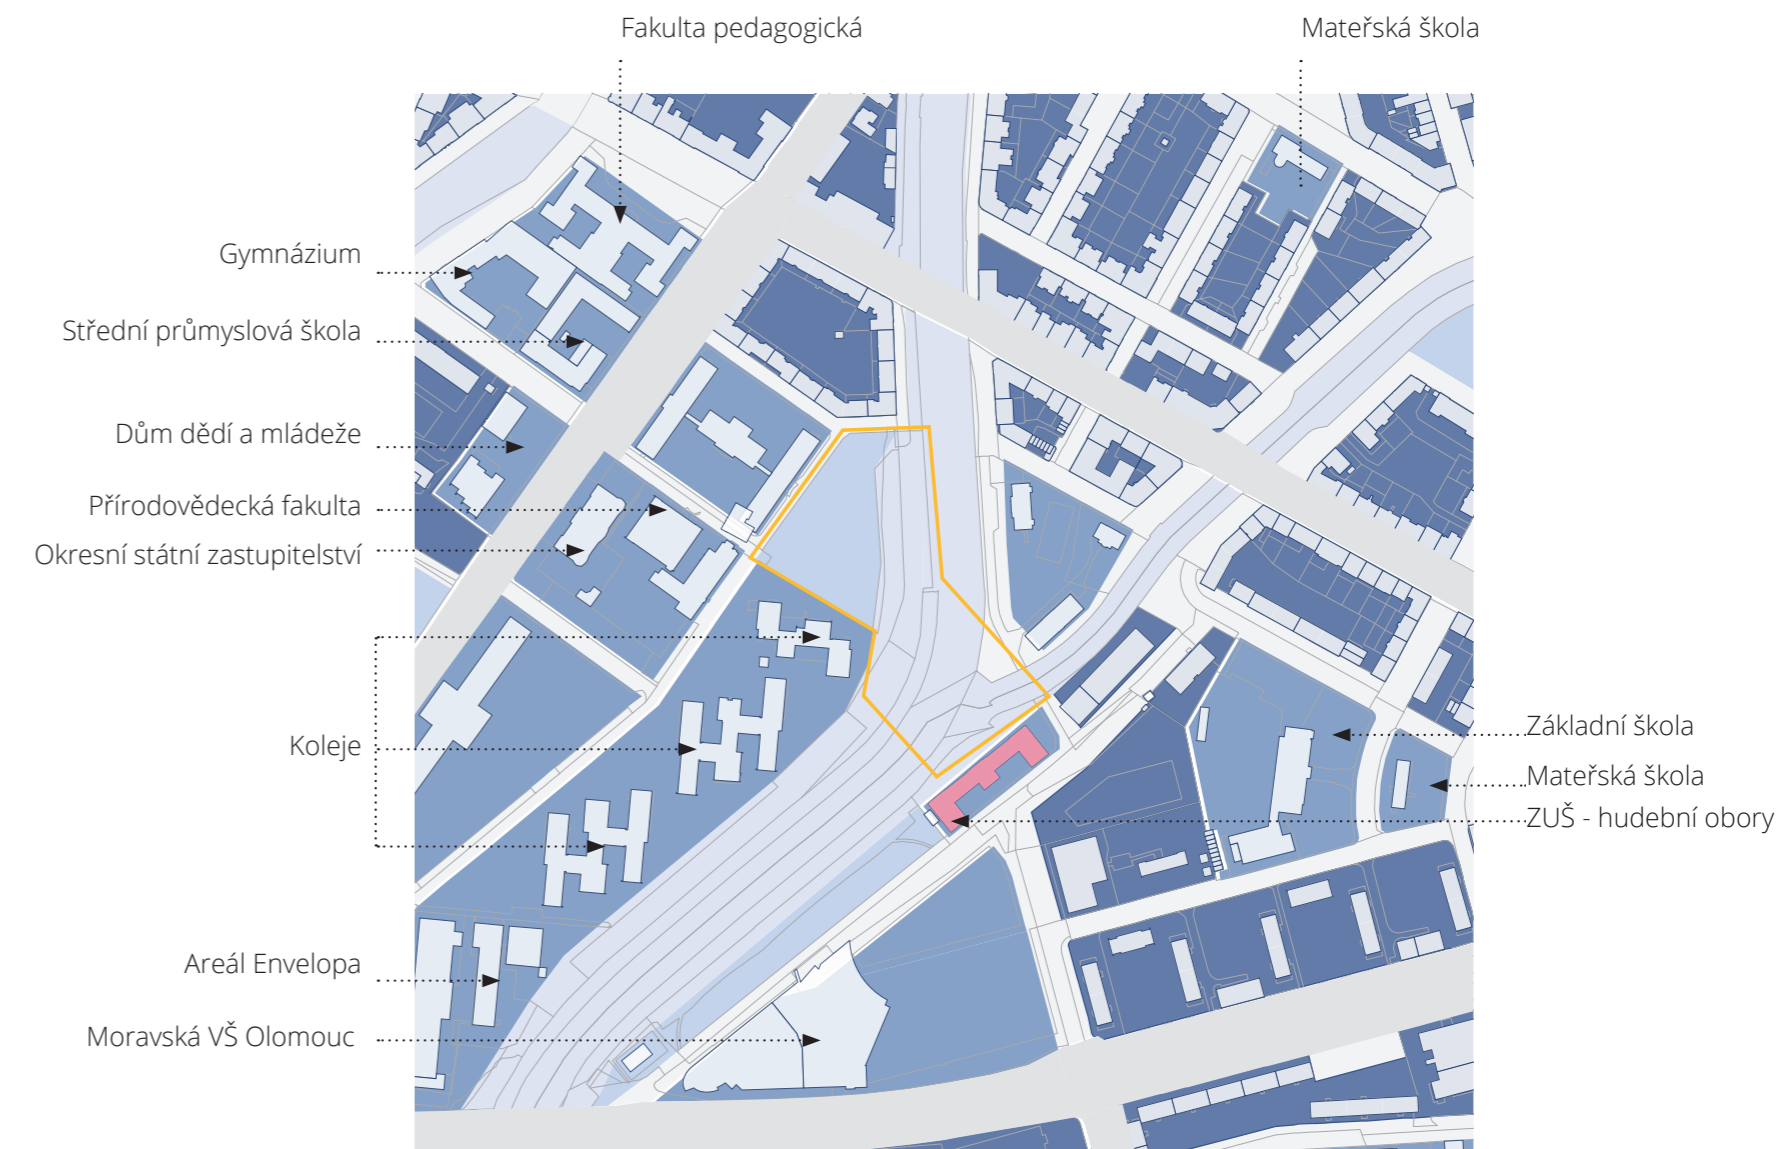 Fakulta pedagogická
Mateřská škola
Gymnázium
Střední průmyslová škola
Dům dědí a mládeže
Přírodovědecká fakulta
Okresní státní zastupitelství
Koleje
Základní škola
Mateřská škola
ZUŠ - hudební obory
Areál Envelopa
Moravská VŠ Olomouc